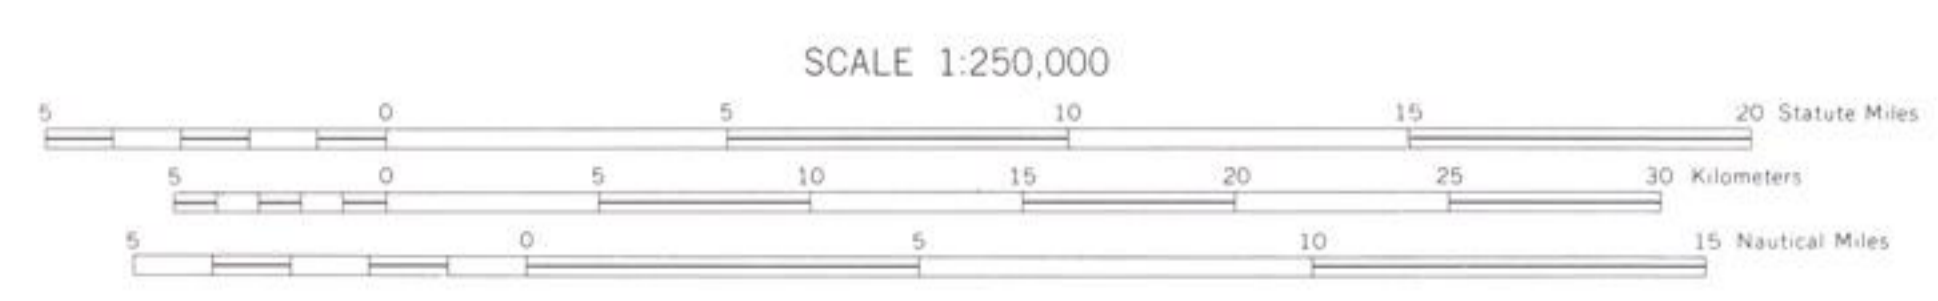 SCALE 1:250,000
5 0 5 10 15 20 Statute Miles
5 0 5 10 15 20 25 30 Kilometers
5 0 5 10 15 Nautical Miles